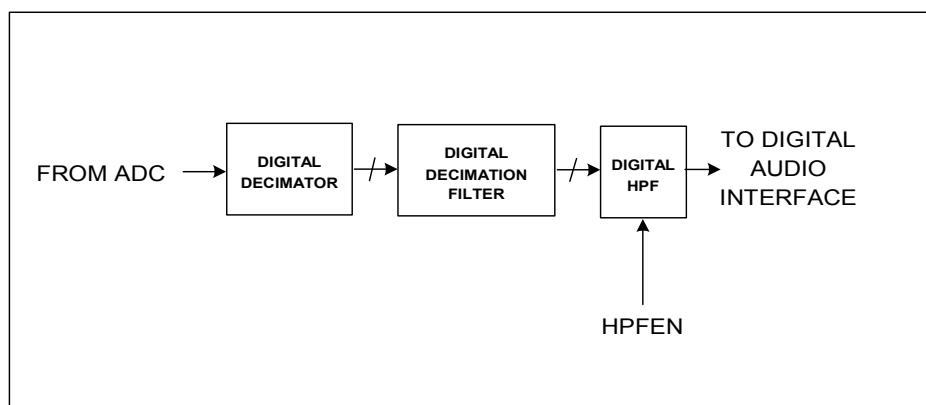 FROM ADC
DIGITAL
DECIMATOR
DIGITAL
DECIMATION
FILTER
DIGITAL
HPF
TO DIGITAL
AUDIO
INTERFACE
HPFEN